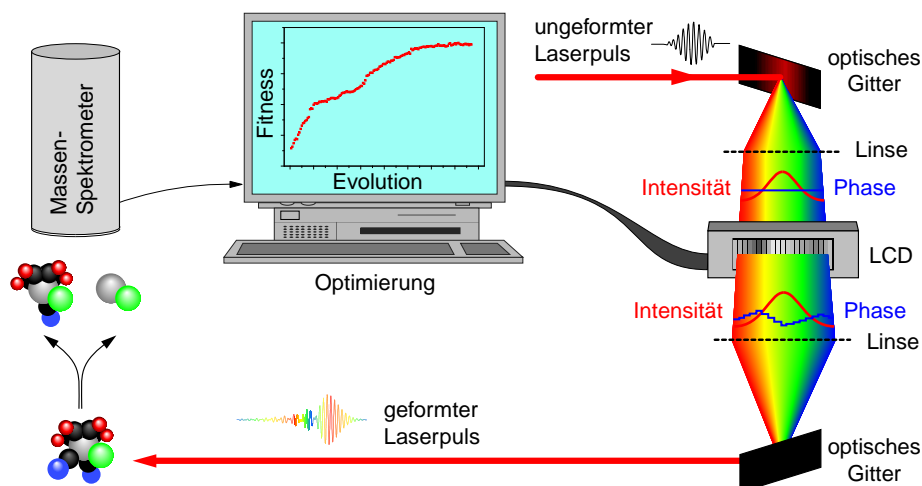 ungeformter
Laserpuls
optisches
Gitter
Massen-
Spektrometer
Fitness
Evolution
Linse
Intensität
Phase
LCD
Optimierung
Intensität
Phase
Linse
geformter
Laserpuls
optisches
Gitter